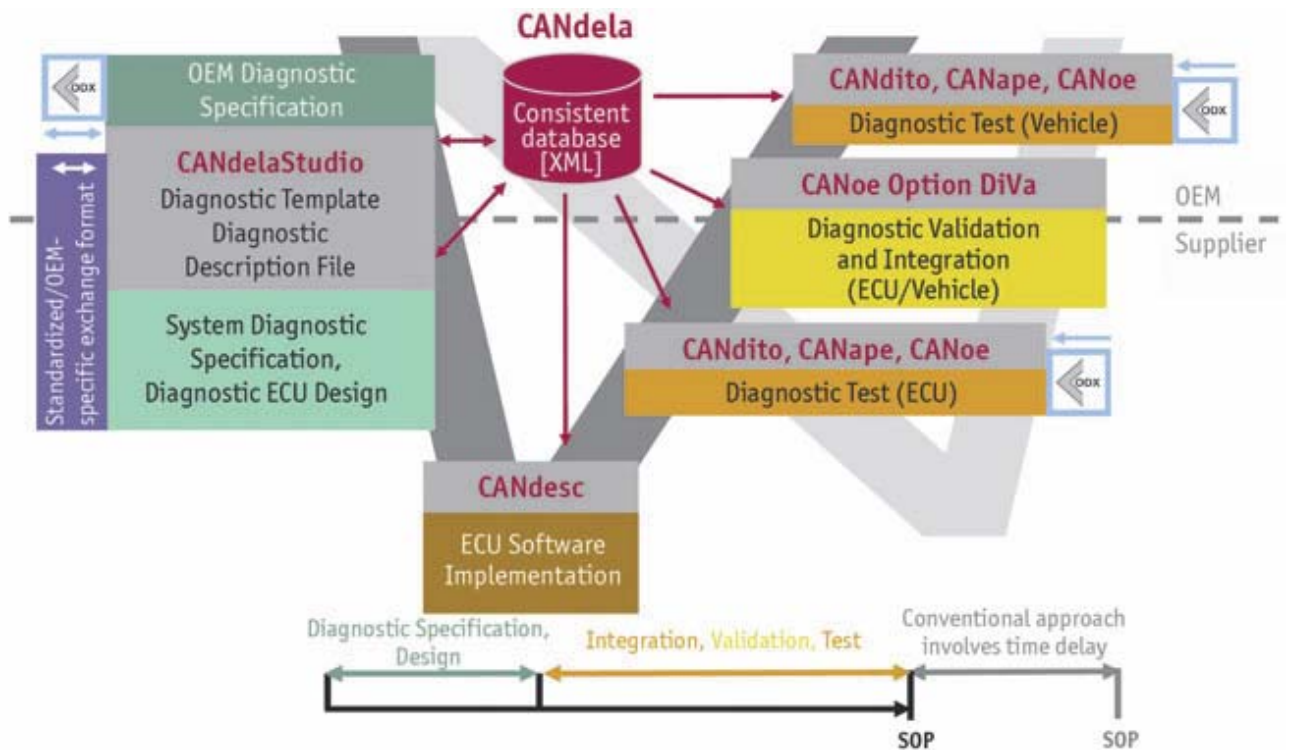 CANdela
Consistent
database
[XML]
ODX
OEM Diagnostic
Specification
CANdelaStudio
Diagnostic Template
Diagnostic
Description File
System Diagnostic
Specification,
Diagnostic ECU Design
Standardized/OEM-
specific exchange format
CANdito, CANape, CANoe
Diagnostic Test (Vehicle)
ODX
CANoe Option DiVa
Diagnostic Validation
and Integration
(ECU/Vehicle)
OEM
Supplier
CANdito, CANape, CANoe
Diagnostic Test (ECU)
ODX
CANdesc
ECU Software
Implementation
Diagnostic Specification,
Design
Integration, Validation, Test
Conventional approach
involves time delay
SOP
SOP